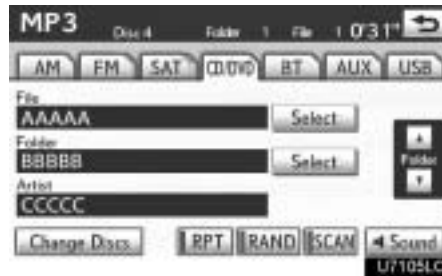 MP3 Disc 4 Folder 1 File 1 0'31"
AM FM SAT CD/DVD BT AUX USB
File
AAAAA Select
Folder
BBBBB Select
Folder
Artist
CCCCC
Change Discs RPT RAND SCAN Sound
U7105LC